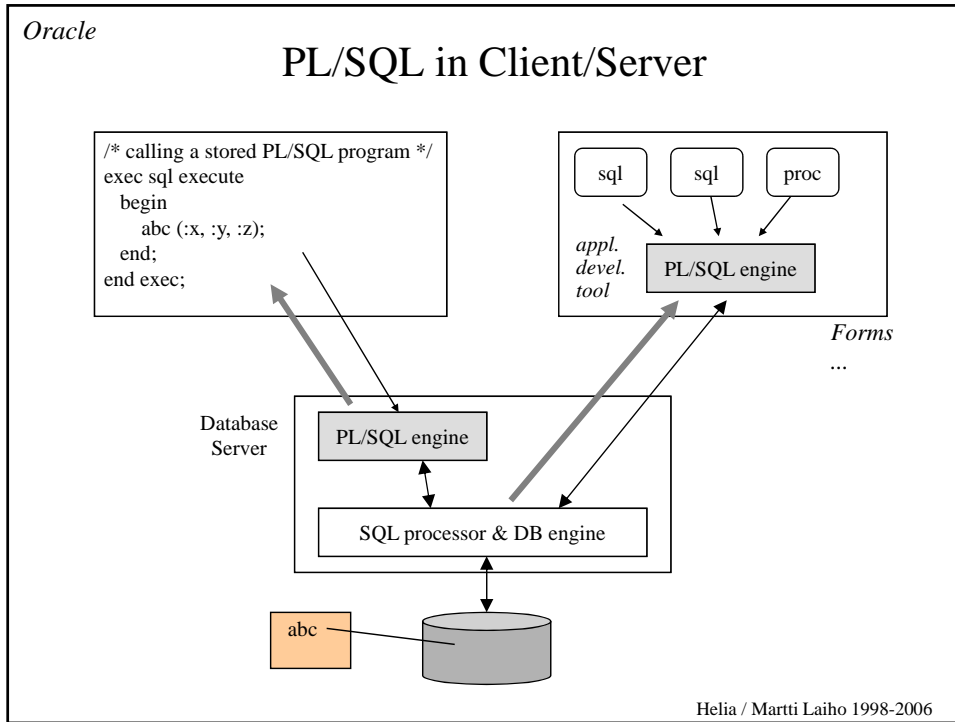 Oracle
PL/SQL in Client/Server
/* calling a stored PL/SQL program */
exec sql execute
begin
abc (:x, :y, :z);
end;
end exec;
sql
sql
proc
appl.
devel.
tool
PL/SQL engine
Forms
...
Database
Server
PL/SQL engine
SQL processor & DB engine
abc
Helia / Martti Laiho 1998-2006